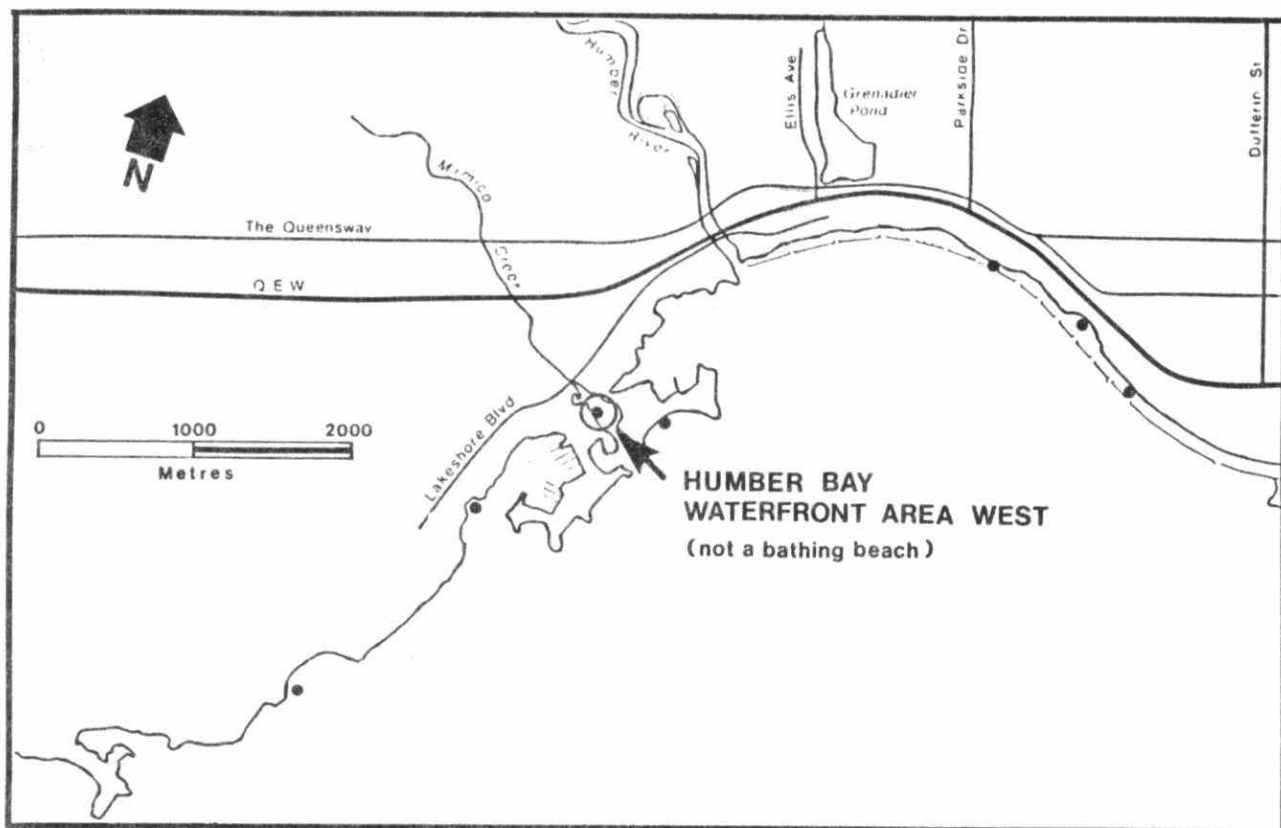 Humber
River
Ellis Ave
Grenadier
Pond
Parkside Dr
Dufferin St
N
Mimico
Creek
The Queensway
Q E W
0 1000 2000
Metres
Lakeshore Blvd
HUMBER BAY
WATERFRONT AREA WEST
(not a bathing beach)